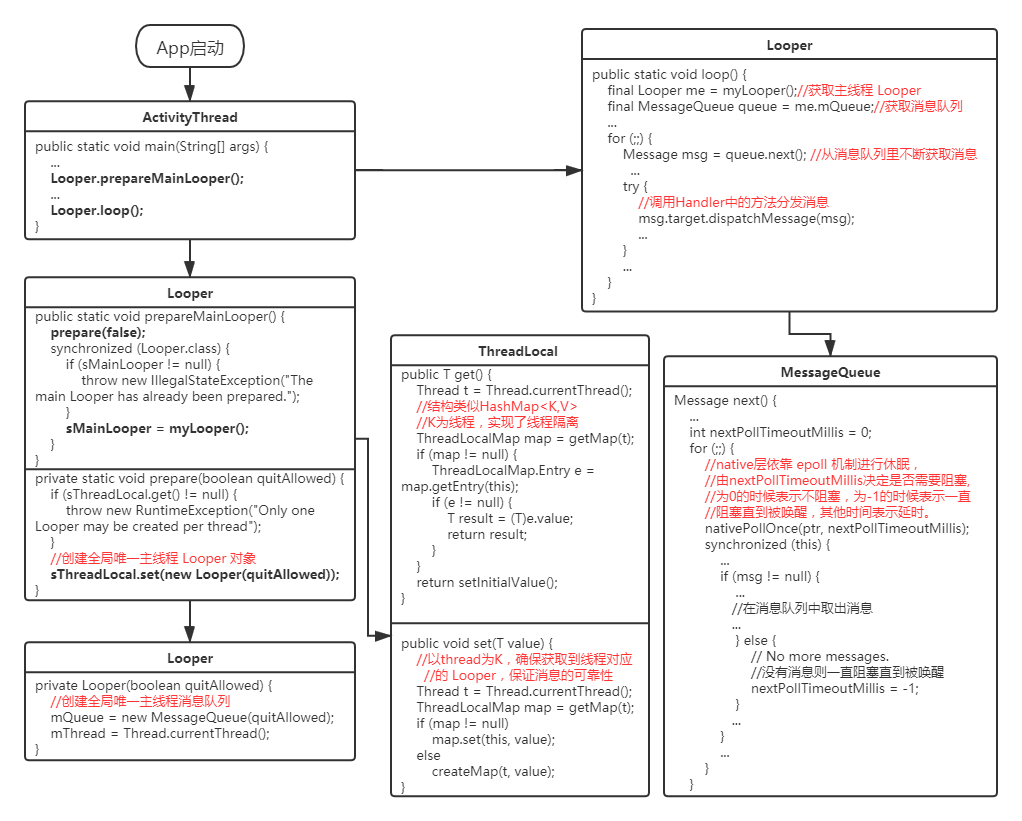 App启动
ActivityThread
public static void main(String[] args) {
...
Looper.prepareMainLooper();
...
Looper.loop();
}
Looper
public static void prepareMainLooper() {
prepare(false);
synchronized (Looper.class) {
if (sMainLooper != null) {
throw new IllegalStateException("The
main Looper has already been prepared.");
}
sMainLooper = myLooper();
}
}
private static void prepare(boolean quitAllowed) {
if (sThreadLocal.get() != null) {
throw new RuntimeException("Only one
Looper may be created per thread");
}
//创建全局唯一主线程 Looper 对象
sThreadLocal.set(new Looper(quitAllowed));
}
Looper
private Looper(boolean quitAllowed) {
//创建全局唯一主线程消息队列
mQueue = new MessageQueue(quitAllowed);
mThread = Thread.currentThread();
}
ThreadLocal
public T get() {
Thread t = Thread.currentThread();
//结构类似HashMap<K,V>
//K为线程，实现了线程隔离
ThreadLocalMap map = getMap(t);
if (map != null) {
ThreadLocalMap.Entry e =
map.getEntry(this);
if (e != null) {
T result = (T)e.value;
return result;
}
}
return setInitialValue();
}
public void set(T value) {
//以thread为K，确保获取到线程对应
//的 Looper，保证消息的可靠性
Thread t = Thread.currentThread();
ThreadLocalMap map = getMap(t);
if (map != null)
map.set(this, value);
else
createMap(t, value);
}
Looper
public static void loop() {
final Looper me = myLooper();//获取主线程 Looper
final MessageQueue queue = me.mQueue;//获取消息队列
...
for (;;) {
Message msg = queue.next(); //从消息队列里不断获取消息
...
try {
//调用Handler中的方法分发消息
msg.target.dispatchMessage(msg);
...
}
...
}
}
MessageQueue
Message next() {
...
int nextPollTimeoutMillis = 0;
for (;;) {
//native层依靠 epoll 机制进行休眠，
//由nextPollTimeoutMillis决定是否需要阻塞,
//为0的时候表示不阻塞，为-1的时候表示一直
//阻塞直到被唤醒，其他时间表示延时。
nativePollOnce(ptr, nextPollTimeoutMillis);
synchronized (this) {
...
if (msg != null) {
...
//在消息队列中取出消息
...
} else {
// No more messages.
//没有消息则一直阻塞直到被唤醒
nextPollTimeoutMillis = -1;
}
...
}
...
}
}